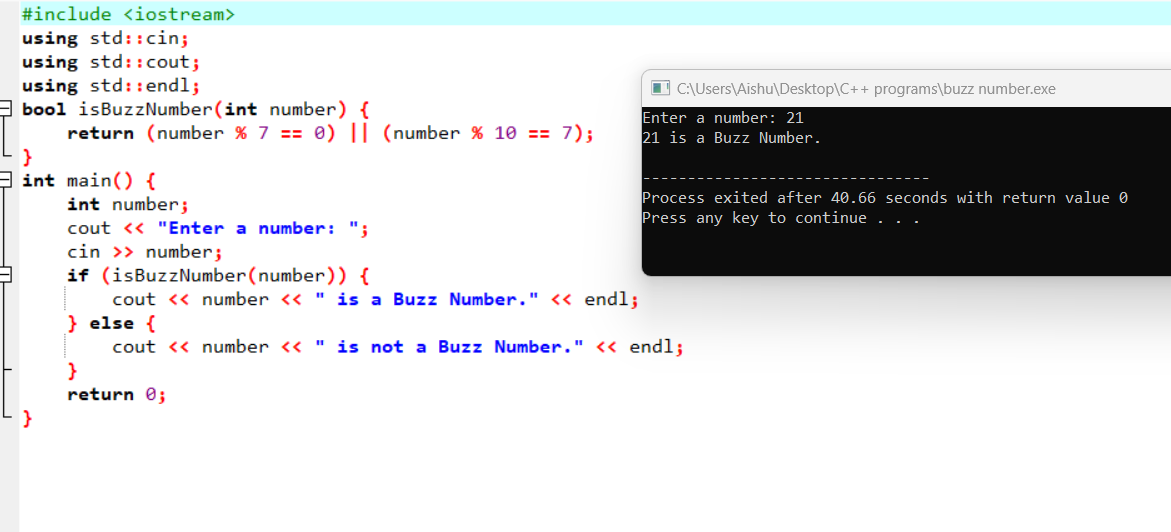 #include <iostream>
using std::cin;
using std::cout;
using std::endl;
bool isBuzzNumber(int number) {
    return (number % 7 == 0) || (number % 10 == 7);
}
int main() {
    int number;
    cout << "Enter a number: ";
    cin >> number;
    if (isBuzzNumber(number)) {
        cout << number << " is a Buzz Number." << endl;
    } else {
        cout << number << " is not a Buzz Number." << endl;
    }
    return 0;
}
C:\Users\Aishu\Desktop\C++ programs\buzz number.exe
Enter a number: 21
21 is a Buzz Number.
--------------------------------
Process exited after 40.66 seconds with return value 0
Press any key to continue . . .